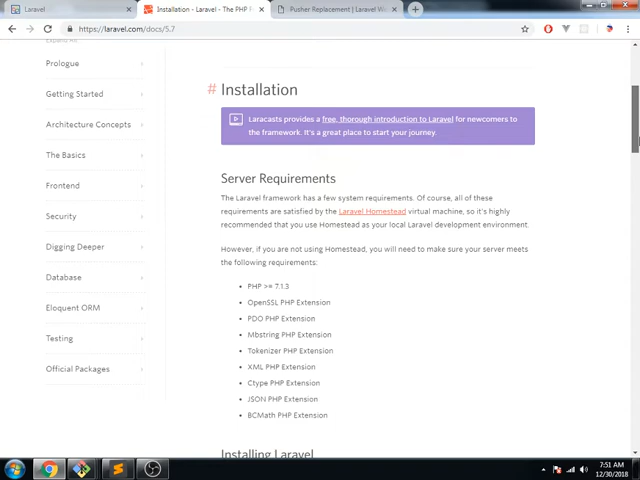 Laravel
Installation - Laravel - The PHP F
Pusher Replacement | Laravel We
https://laravel.com/docs/5.7
Expand All
Prologue
Getting Started
Architecture Concepts
The Basics
Frontend
Security
Digging Deeper
Database
Eloquent ORM
Testing
Official Packages
# Installation
Laracasts provides a free, thorough introduction to Laravel for newcomers to
the framework. It's a great place to start your journey.
Server Requirements
The Laravel framework has a few system requirements. Of course, all of these
requirements are satisfied by the Laravel Homestead virtual machine, so it's highly
recommended that you use Homestead as your local Laravel development environment.
However, if you are not using Homestead, you will need to make sure your server meets
the following requirements:
• PHP >= 7.1.3
• OpenSSL PHP Extension
• PDO PHP Extension
• Mbstring PHP Extension
• Tokenizer PHP Extension
• XML PHP Extension
• Ctype PHP Extension
• JSON PHP Extension
• BCMath PHP Extension
Installing Laravel
7:51 AM
12/30/2018